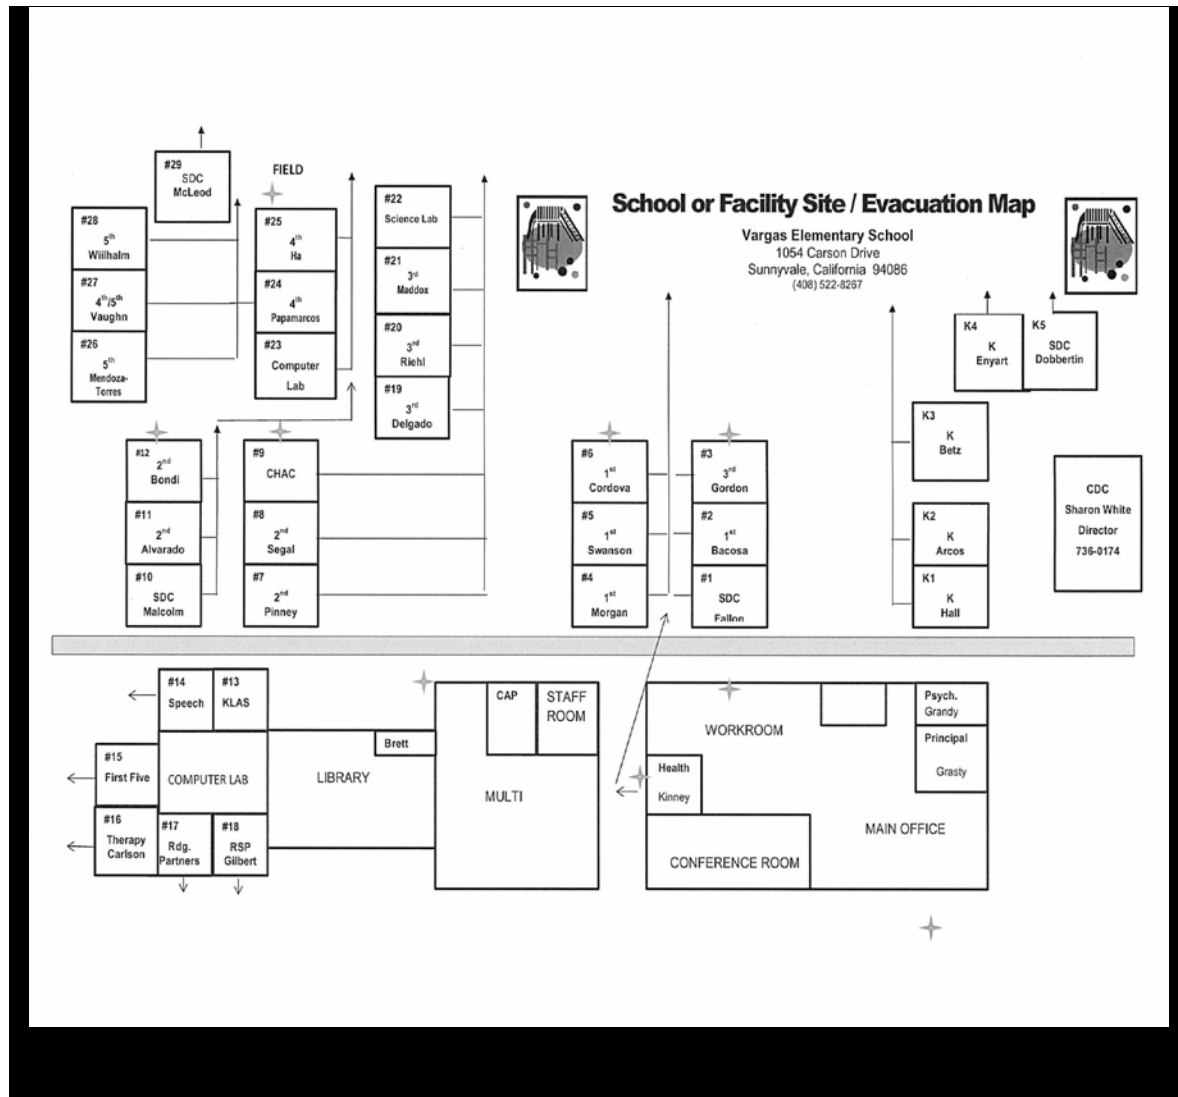 School or Facility Site / Evacuation Map
Vargas Elementary School
1054 Carson Drive
Sunnyvale, California 94086
(408) 522-8267
FIELD
#29
SDC
McLeod
#28
5th
Wiilhalm
#27
4th/5th
Vaughn
#26
5th
Mendoza-
Torres
#25
4th
Ha
#24
4th
Papamarcos
#23
Computer
Lab
#22
Science Lab
#21
3rd
Maddox
#20
3rd
Riehl
#19
3rd
Delgado
#12
2nd
Bondi
#11
2nd
Alvarado
#10
SDC
Malcolm
#9
CHAC
#8
2nd
Segal
#7
2nd
Pinney
#6
1st
Cordova
#5
1st
Swanson
#4
1st
Morgan
#3
3rd
Gordon
#2
1st
Bacosa
#1
SDC
Fallon
K4
K
Enyart
K5
SDC
Dobbertin
K3
K
Betz
K2
K
Arcos
K1
K
Hall
CDC
Sharon White
Director
736-0174
#14
Speech
#13
KLAS
#15
First Five
COMPUTER LAB
#16
Therapy
Carlson
#17
Rdg.
Partners
#18
RSP
Gilbert
Brett
LIBRARY
CAP
STAFF
ROOM
MULTI
WORKROOM
Psych.
Grandy
Principal
Grasty
Health
Kinney
MAIN OFFICE
CONFERENCE ROOM